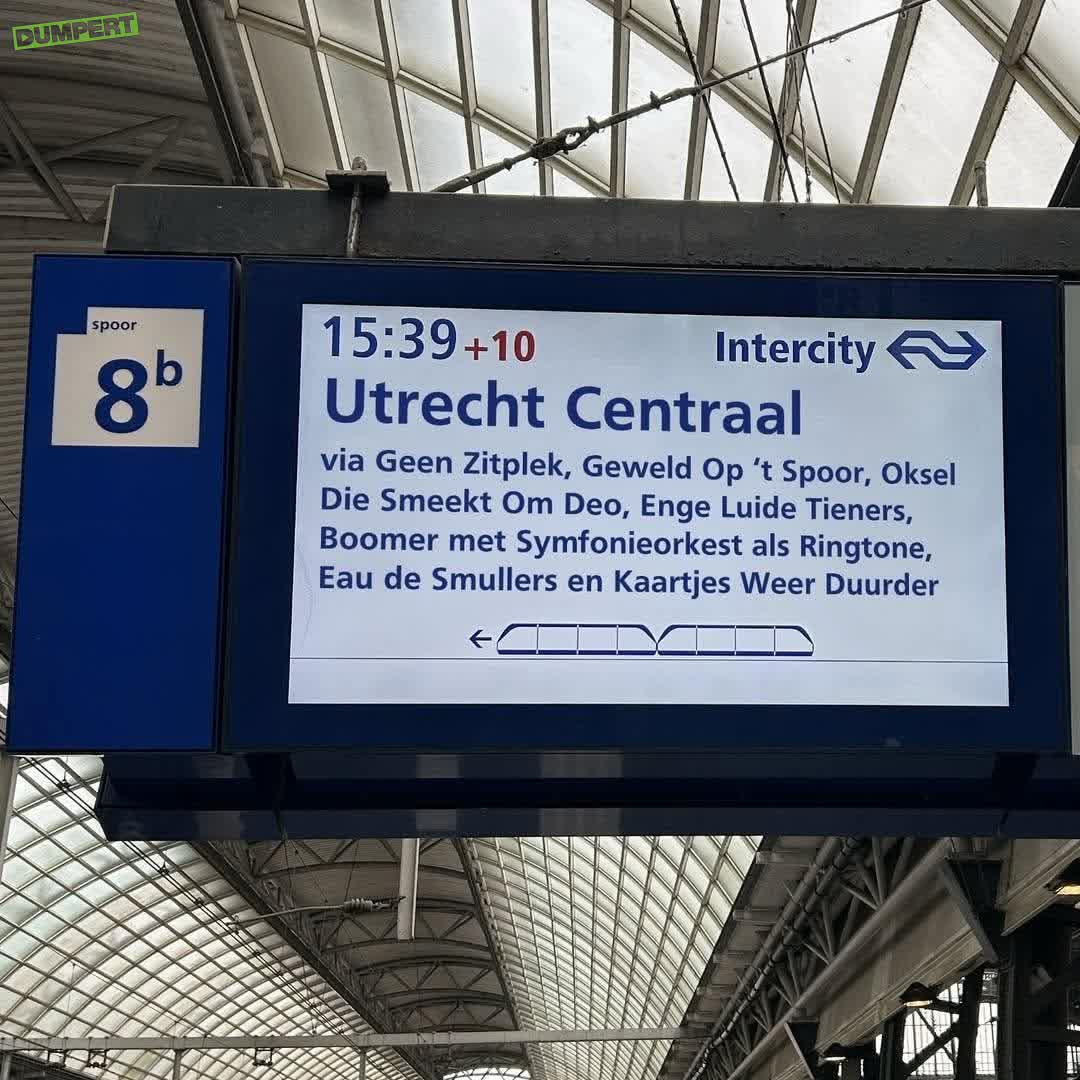 DUMPERT
spoor
8b
15:39 +10 Intercity
Utrecht Centraal
via Geen Zitplek, Geweld Op ‘t Spoor, Oksel
Die Smeekt Om Deo, Enge Luide Tieners,
Boomer met Symfonieorkest als Ringtone,
Eau de Smullers en Kaartjes Weer Duurder